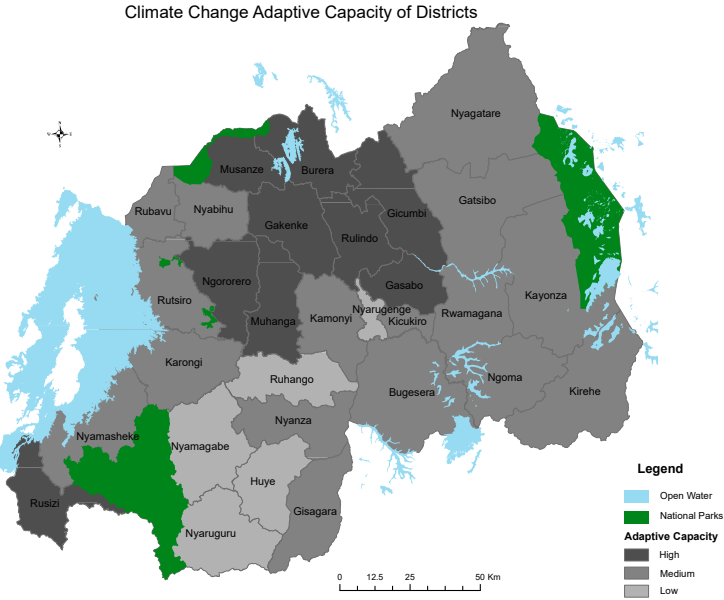 Climate Change Adaptive Capacity of Districts
N
W
E
S
Nyagatare
Musanze
Burera
Gatsibo
Rubavu
Nyabihu
Gicumbi
Gakenke
Rulindo
Ngororero
Gasabo
Rutsiro
Kayonza
Nyarugenge
Rwamagana
Muhanga
Kamonyi
Kicukiro
Karongi
Ruhango
Ngoma
Bugesera
Kirehe
Nyanza
Nyamasheke
Nyamagabe
Huye
Rusizi
Gisagara
Nyaruguru
Legend
Open Water
National Parks
Adaptive Capacity
High
Medium
Low
0 12.5 25 50 Km